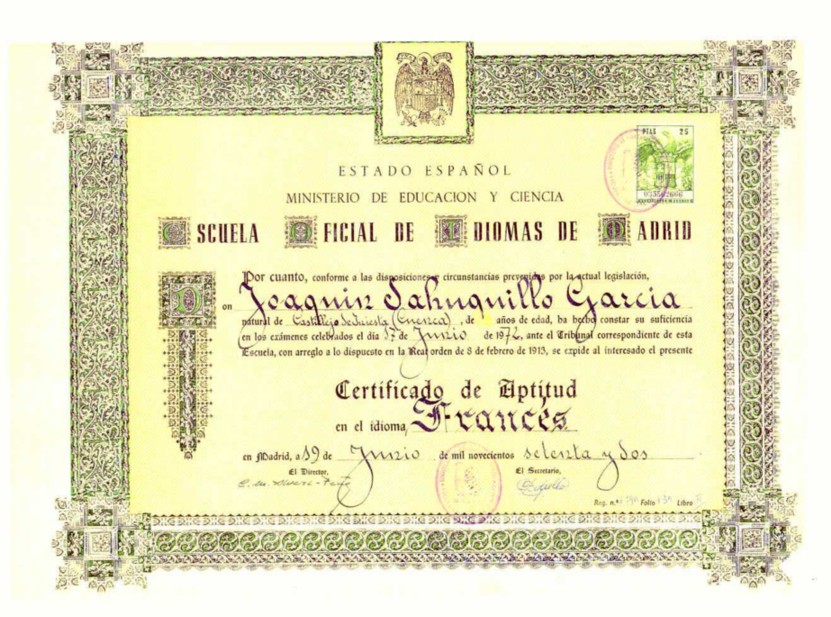 PTAS 25
ESTADO ESPAÑOL
MINISTERIO DE EDUCACION Y CIENCIA
ESCUELA OFICIAL DE IDIOMAS DE MADRID
Por cuanto, conforme a las disposiciones y circunstancias prevenidas por la actual legislación,
Don Joaquin Sahuquillo Garcia
natural de Castillejo de Iniesta (Cuenca), de años de edad, ha hecho constar su suficiencia
en los exámenes celebrados el día de Junio de 1972, ante el Tribunal correspondiente de esta
Escuela, con arreglo a lo dispuesto en la Real orden de 8 de febrero de 1913, se expide al interesado el presente
Certificado de Aptitud
en el idioma Francés
en Madrid, a 19 de Junio de mil novecientos setenta y dos
El Director, El Secretario,
Reg. n.º Folio Libro